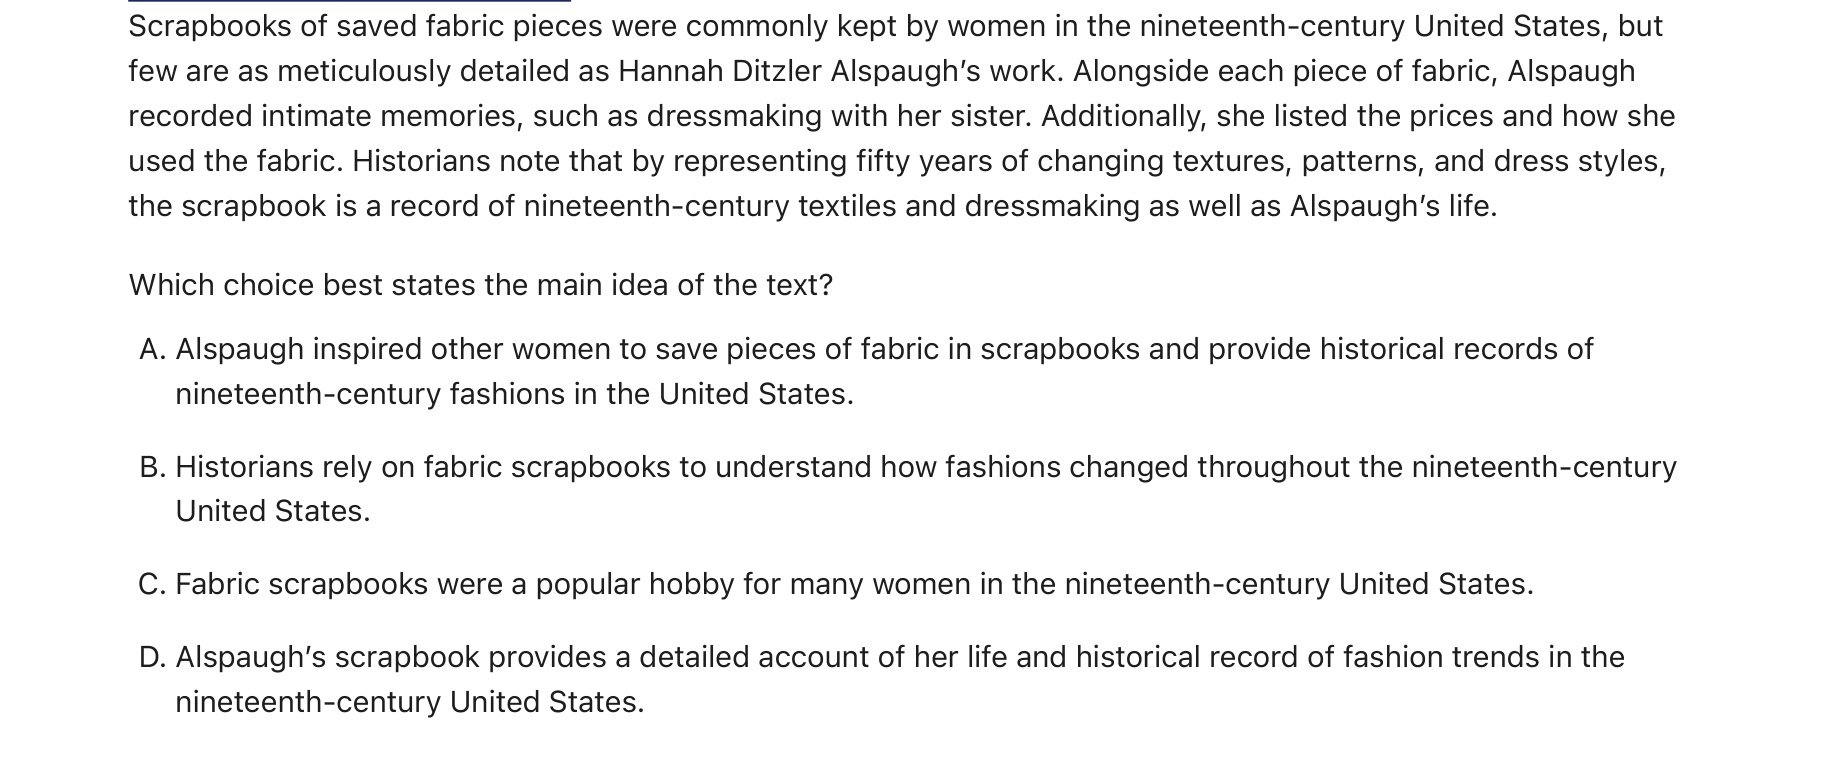 Scrapbooks of saved fabric pieces were commonly kept by women in the nineteenth-century United States, but
few are as meticulously detailed as Hannah Ditzler Alspaugh’s work. Alongside each piece of fabric, Alspaugh
recorded intimate memories, such as dressmaking with her sister. Additionally, she listed the prices and how she
used the fabric. Historians note that by representing fifty years of changing textures, patterns, and dress styles,
the scrapbook is a record of nineteenth-century textiles and dressmaking as well as Alspaugh’s life.
Which choice best states the main idea of the text?
A. Alspaugh inspired other women to save pieces of fabric in scrapbooks and provide historical records of
nineteenth-century fashions in the United States.
B. Historians rely on fabric scrapbooks to understand how fashions changed throughout the nineteenth-century
United States.
C. Fabric scrapbooks were a popular hobby for many women in the nineteenth-century United States.
D. Alspaugh’s scrapbook provides a detailed account of her life and historical record of fashion trends in the
nineteenth-century United States.